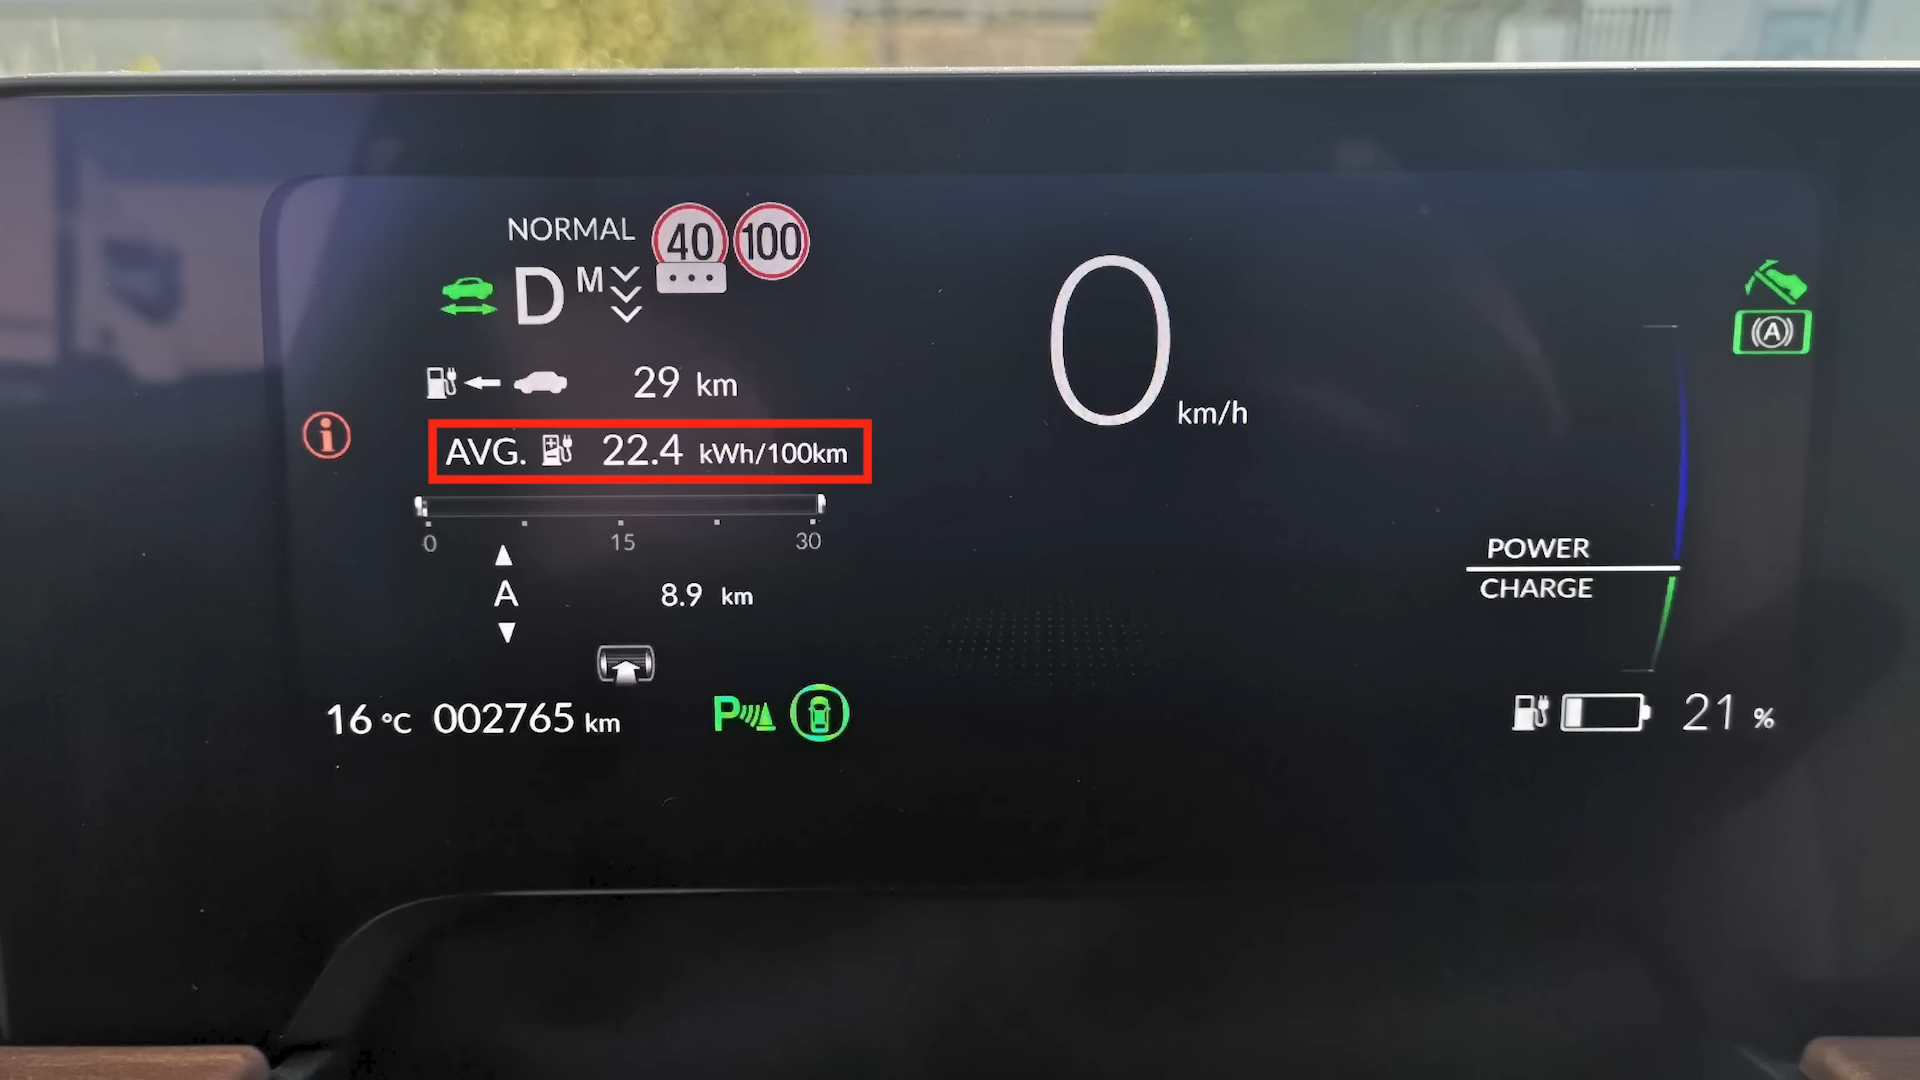 NORMAL 40 100
D M
0 km/h
29 km
AVG. 22.4 kWh/100km
0 15 30
A 8.9 km
POWER
CHARGE
16 °C 002765 km
P
21 %
(A)
i